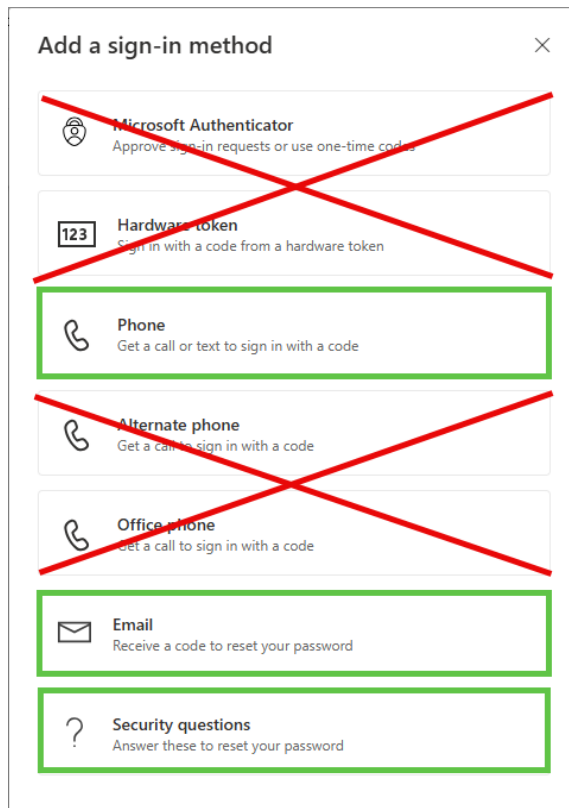 Add a sign-in method
Microsoft Authenticator
Approve sign-in requests or use one-time codes
123
Hardware token
Sign in with a code from a hardware token
Phone
Get a call or text to sign in with a code
Alternate phone
Get a call to sign in with a code
Office phone
Get a call to sign in with a code
Email
Receive a code to reset your password
?
Security questions
Answer these to reset your password